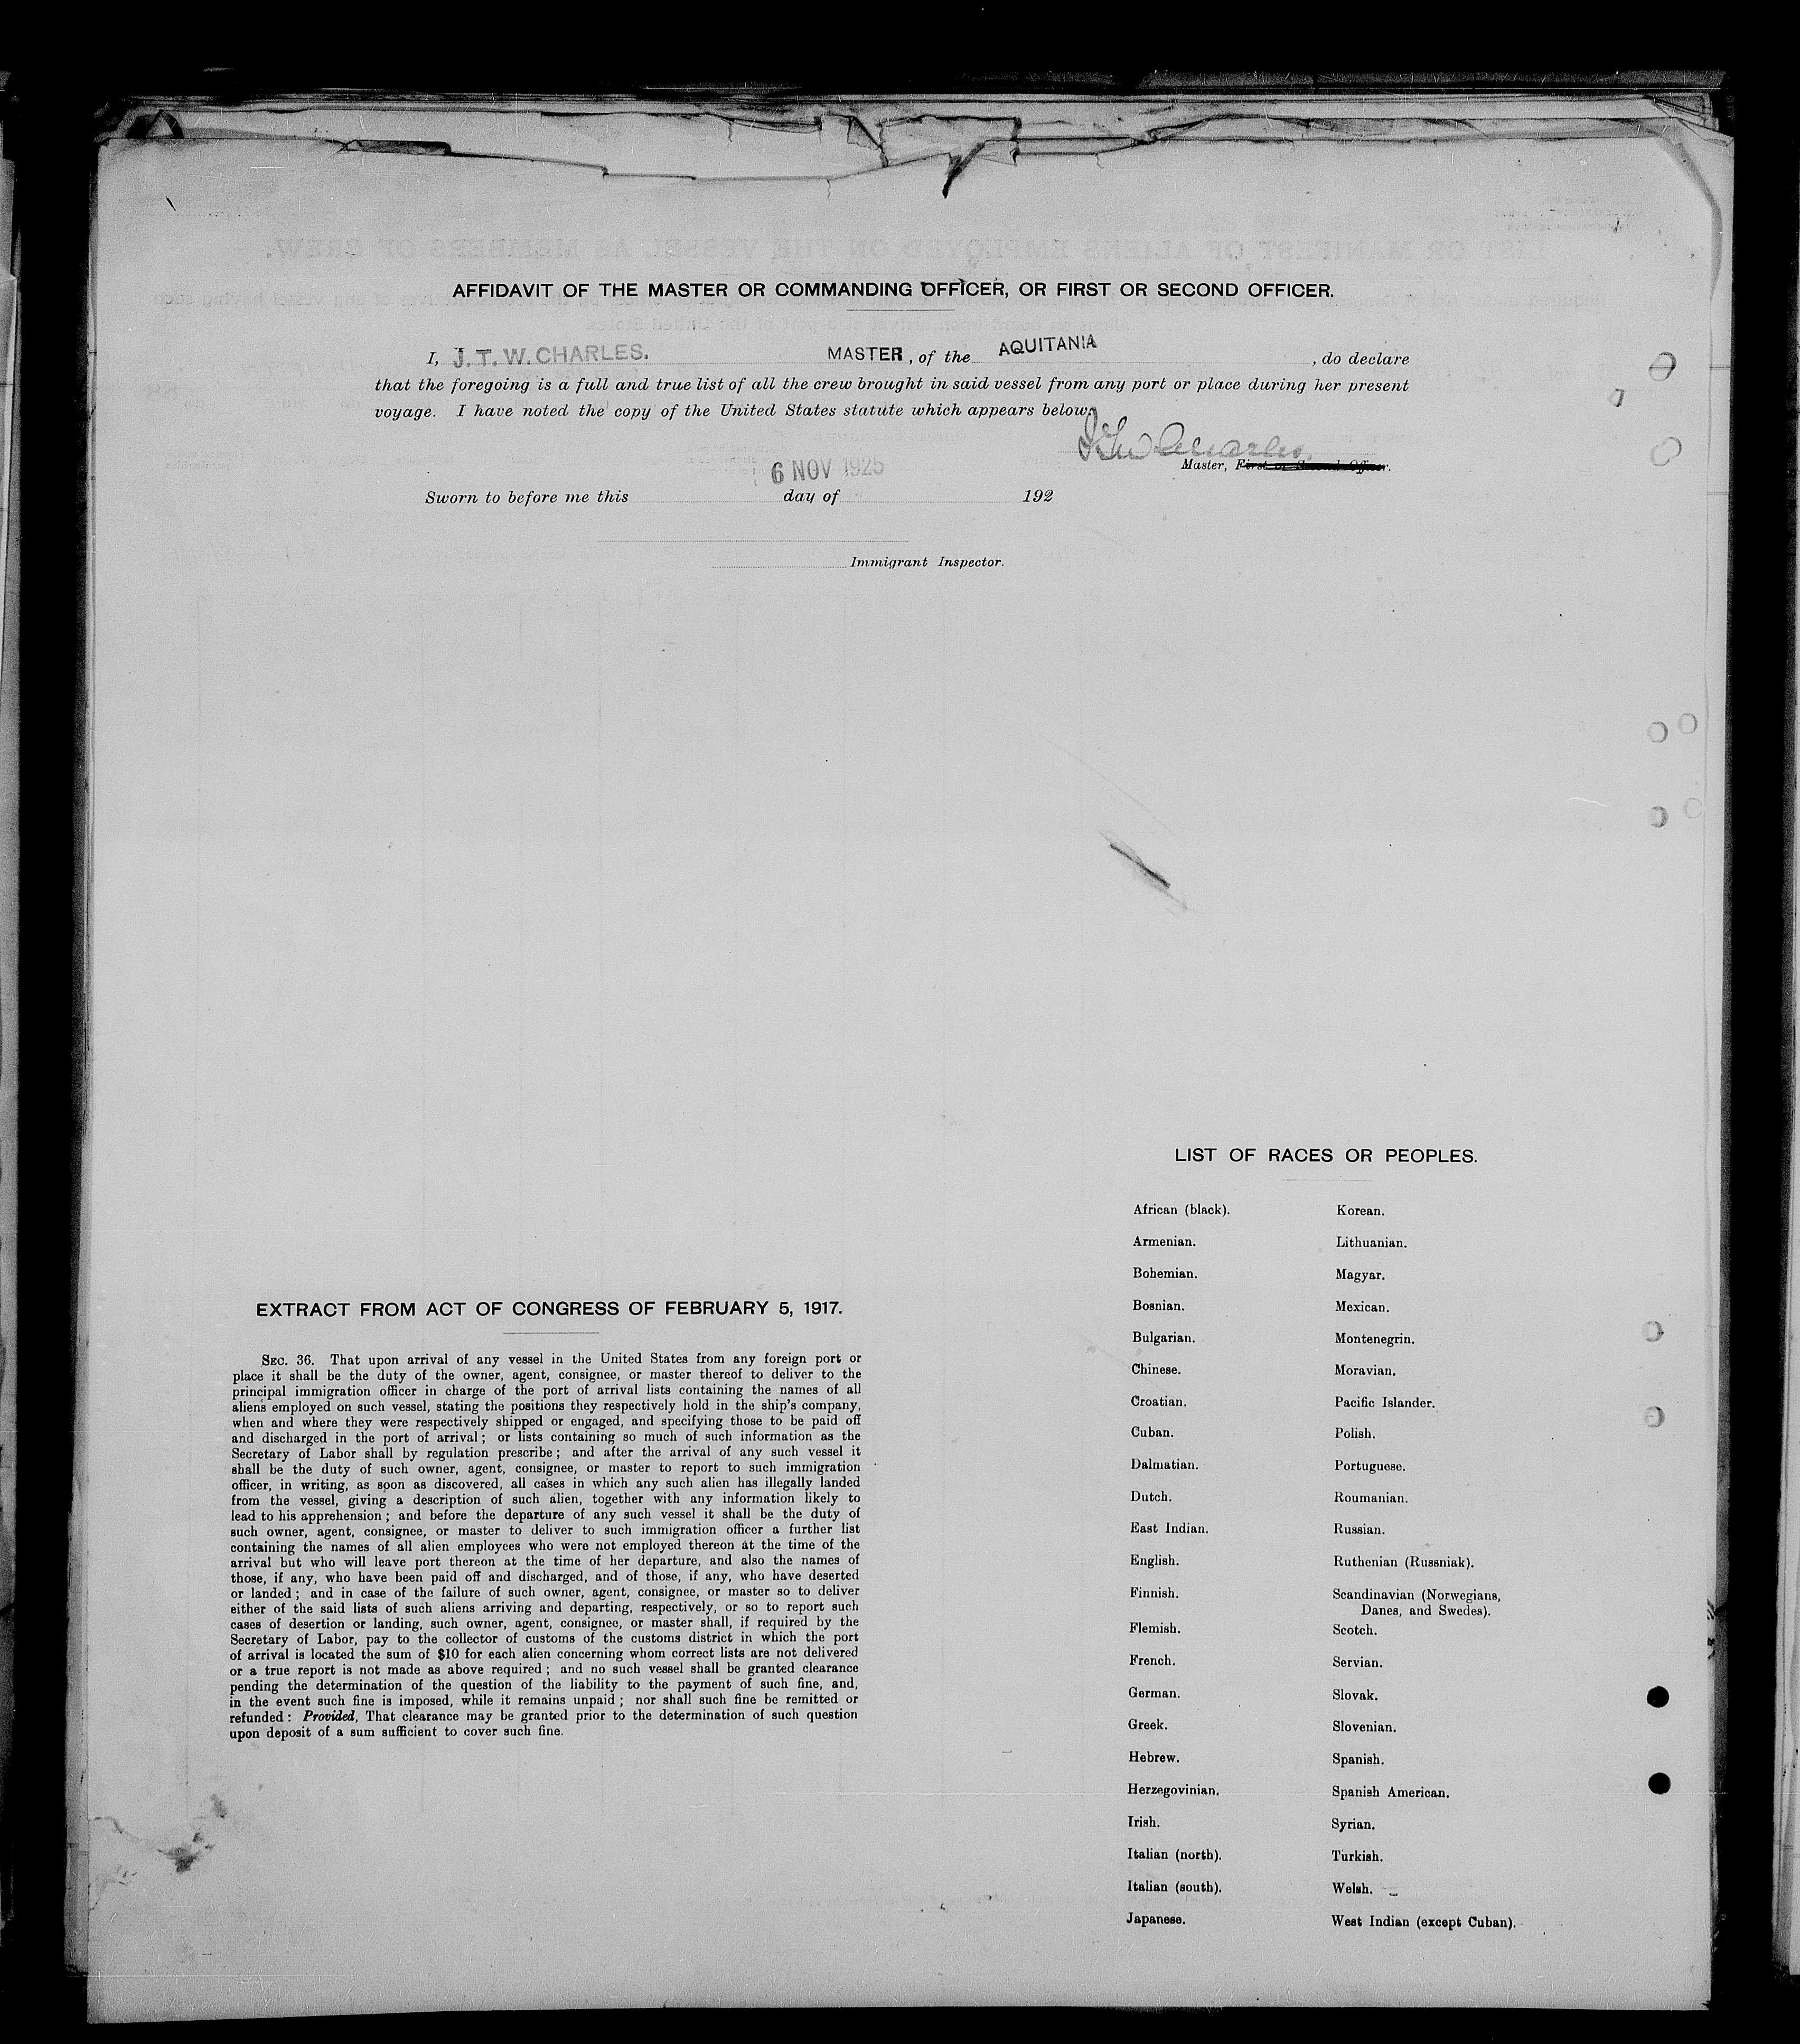 AFFIDAVIT OF THE MASTER OR COMMANDING OFFICER, OR FIRST OR SECOND OFFICER.
I, J. T. W. CHARLES. MASTER, of the AQUITANIA, do declare
that the foregoing is a full and true list of all the crew brought in said vessel from any port or place during her present
voyage. I have noted the copy of the United States statute which appears below.
JTW Charles.
Master, First or Second Officer.
6 NOV 1925
Sworn to before me this day of 192
Immigrant Inspector.
EXTRACT FROM ACT OF CONGRESS OF FEBRUARY 5, 1917.
SEC. 36. That upon arrival of any vessel in the United States from any foreign port or
place it shall be the duty of the owner, agent, consignee, or master thereof to deliver to the
principal immigration officer in charge of the port of arrival lists containing the names of all
aliens employed on such vessel, stating the positions they respectively hold in the ship's company,
when and where they were respectively shipped or engaged, and specifying those to be paid off
and discharged in the port of arrival; or lists containing so much of such information as the
Secretary of Labor shall by regulation prescribe; and after the arrival of any such vessel it
shall be the duty of such owner, agent, consignee, or master to report to such immigration
officer, in writing, as soon as discovered, all cases in which any such alien has illegally landed
from the vessel, giving a description of such alien, together with any information likely to
lead to his apprehension; and before the departure of any such vessel it shall be the duty of
such owner, agent, consignee, or master to deliver to such immigration officer a further list
containing the names of all alien employees who were not employed thereon at the time of the
arrival but who will leave port thereon at the time of her departure, and also the names of
those, if any, who have been paid off and discharged, and of those, if any, who have deserted
or landed; and in case of the failure of such owner, agent, consignee, or master so to deliver
either of the said lists of such aliens arriving and departing, respectively, or so to report such
cases of desertion or landing, such owner, agent, consignee, or master shall, if required by the
Secretary of Labor, pay to the collector of customs of the customs district in which the port
of arrival is located the sum of $10 for each alien concerning whom correct lists are not delivered
or a true report is not made as above required; and no such vessel shall be granted clearance
pending the determination of the question of the liability to the payment of such fine, and,
in the event such fine is imposed, while it remains unpaid; nor shall such fine be remitted or
refunded: Provided, That clearance may be granted prior to the determination of such question
upon deposit of a sum sufficient to cover such fine.
LIST OF RACES OR PEOPLES.
African (black).
Armenian.
Bohemian.
Bosnian.
Bulgarian.
Chinese.
Croatian.
Cuban.
Dalmatian.
Dutch.
East Indian.
English.
Finnish.
Flemish.
French.
German.
Greek.
Hebrew.
Herzegovinian.
Irish.
Italian (north).
Italian (south).
Japanese.
Korean.
Lithuanian.
Magyar.
Mexican.
Montenegrin.
Moravian.
Pacific Islander.
Polish.
Portuguese.
Roumanian.
Russian.
Ruthenian (Russniak).
Scandinavian (Norwegians,
Danes, and Swedes).
Scotch.
Servian.
Slovak.
Slovenian.
Spanish.
Spanish American.
Syrian.
Turkish.
Welsh.
West Indian (except Cuban).